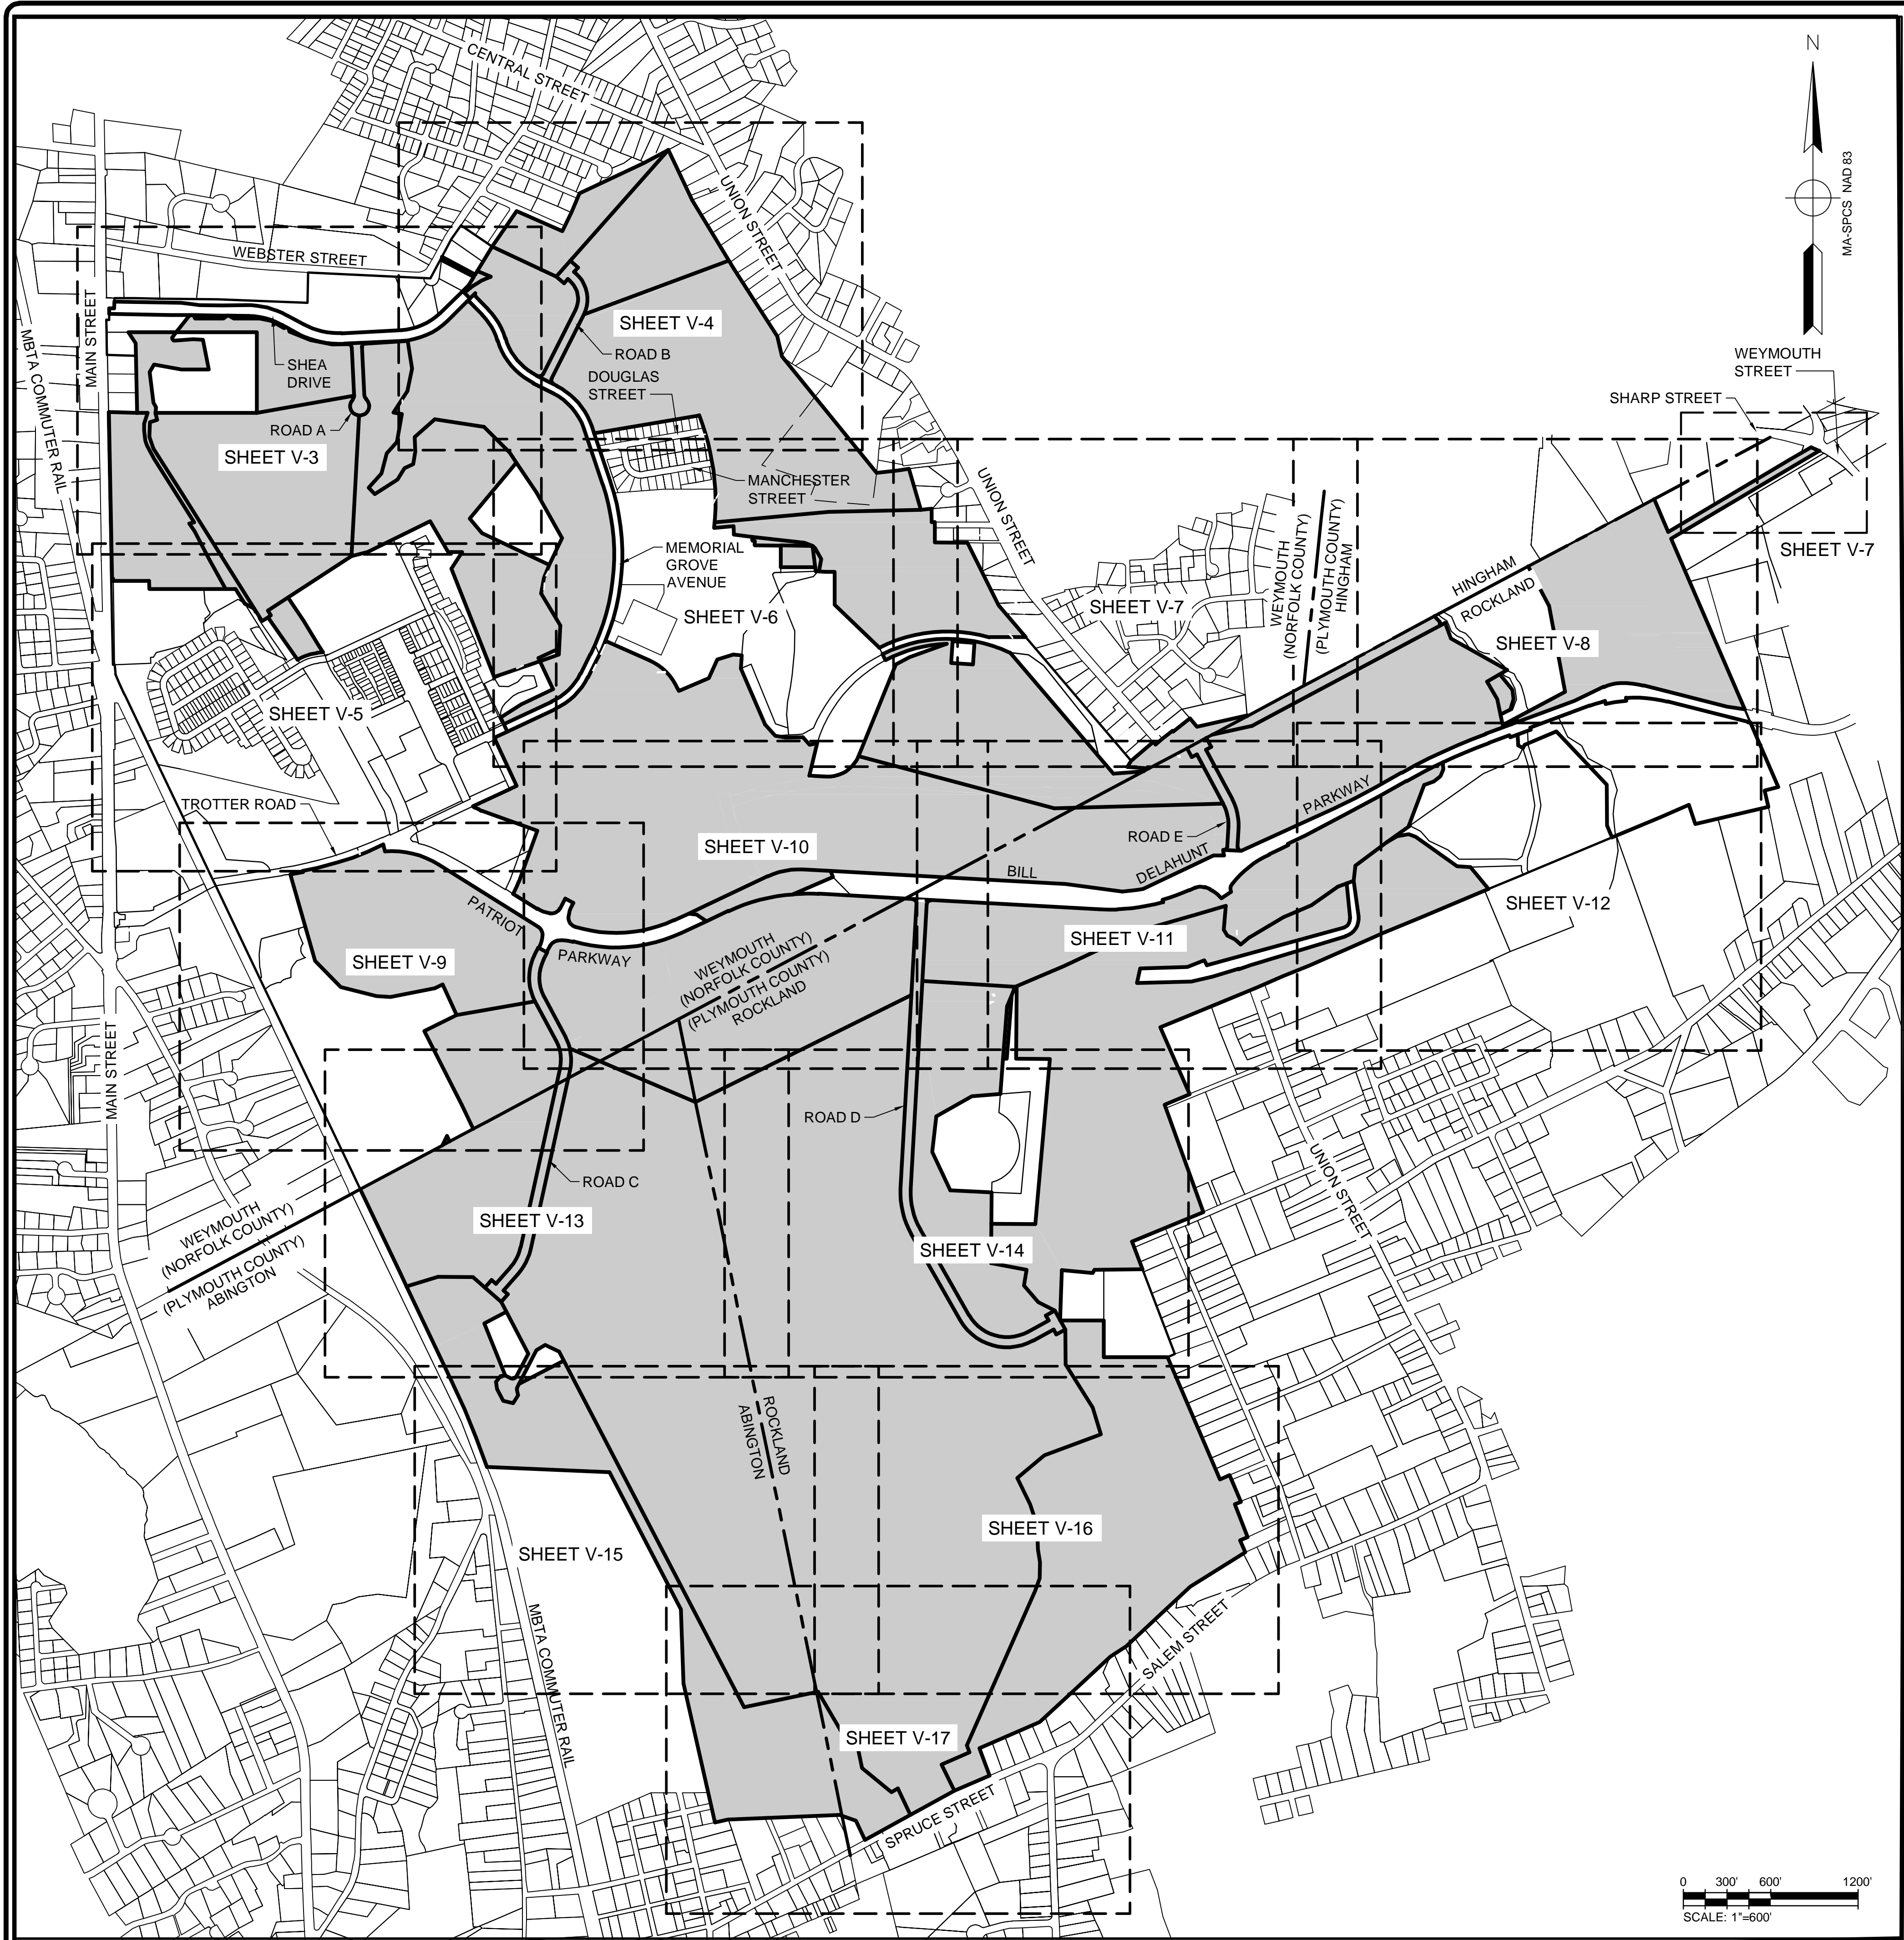 CENTRAL STREET
N
MA-SPCS NAD 83
UNION STREET
WEBSTER STREET
MAIN STREET
MBTA COMMUTER RAIL
SHEET V-4
SHEA
DRIVE
ROAD B
DOUGLAS
STREET
WEYMOUTH
STREET
SHARP STREET
ROAD A
SHEET V-3
MANCHESTER
STREET
UNION STREET
MEMORIAL
GROVE
AVENUE
SHEET V-6
SHEET V-7
WEYMOUTH
(NORFOLK COUNTY)
(PLYMOUTH COUNTY)
HINGHAM
HINGHAM
ROCKLAND
SHEET V-7
SHEET V-8
SHEET V-5
TROTTER ROAD
SHEET V-10
ROAD E
PARKWAY
BILL
DELAHUNT
SHEET V-12
PATRIOT
PARKWAY
SHEET V-9
WEYMOUTH
(NORFOLK COUNTY)
(PLYMOUTH COUNTY)
ROCKLAND
SHEET V-11
MAIN STREET
ROAD D
ROAD C
UNION STREET
SHEET V-13
SHEET V-14
WEYMOUTH
(NORFOLK COUNTY)
(PLYMOUTH COUNTY)
ABINGTON
ROCKLAND
ABINGTON
SHEET V-16
SHEET V-15
MBTA COMMUTER RAIL
SALEM STREET
SHEET V-17
SPRUCE STREET
0 300' 600' 1200'
SCALE: 1"=600'